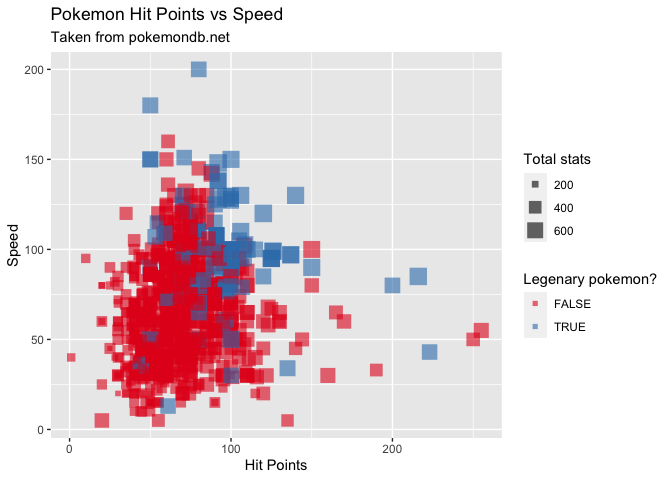 Pokemon Hit Points vs Speed
Taken from pokemondb.net
200
150
100
50
0
Speed
0 100 200
Hit Points
Total stats
200
400
600
Legenary pokemon?
FALSE
TRUE